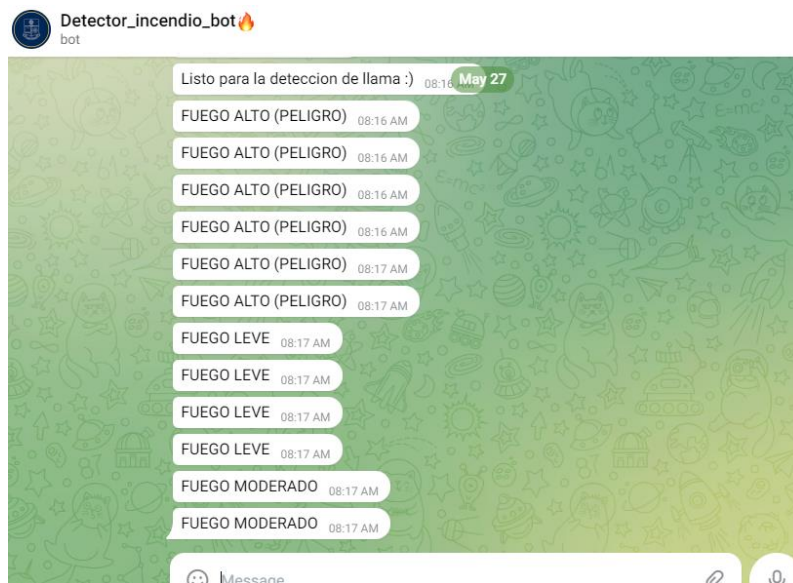 Detector_incendio_bot🔥
bot
Listo para la deteccion de llama :) 08:16 AM
May 27
FUEGO ALTO (PELIGRO) 08:16 AM
FUEGO ALTO (PELIGRO) 08:16 AM
FUEGO ALTO (PELIGRO) 08:16 AM
FUEGO ALTO (PELIGRO) 08:16 AM
FUEGO ALTO (PELIGRO) 08:17 AM
FUEGO ALTO (PELIGRO) 08:17 AM
FUEGO LEVE 08:17 AM
FUEGO LEVE 08:17 AM
FUEGO LEVE 08:17 AM
FUEGO LEVE 08:17 AM
FUEGO MODERADO 08:17 AM
FUEGO MODERADO 08:17 AM
Message